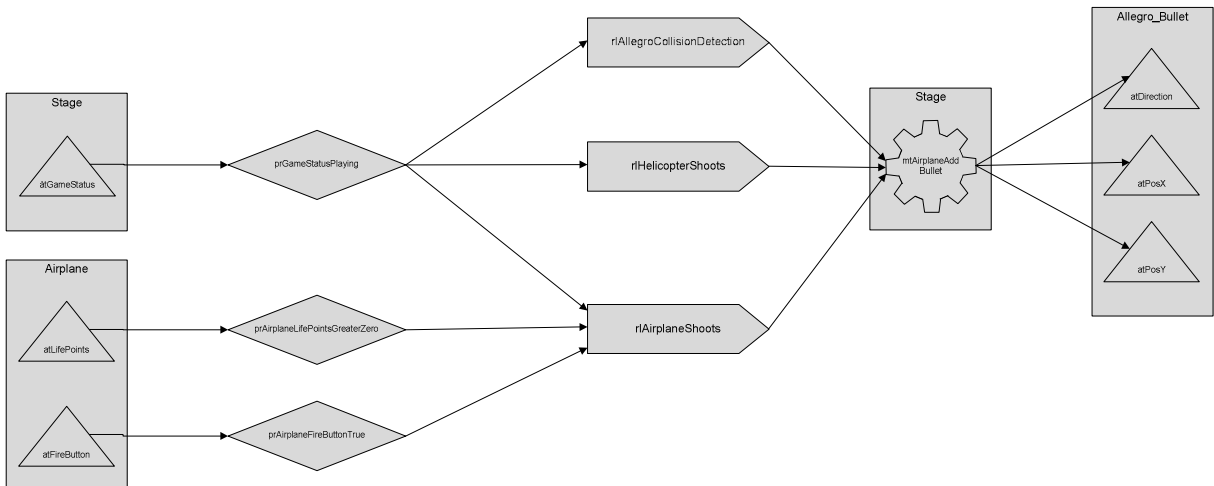 Stage
atGameStatus
Airplane
atLifePoints
atFireButton
prGameStatusPlaying
prAirplaneLifePointsGreaterZero
prAirplaneFireButtonTrue
rlAllegroCollisionDetection
rlHelicopterShoots
rlAirplaneShoots
Stage
mtAirplaneAdd
Bullet
Allegro_Bullet
atDirection
atPosX
atPosY